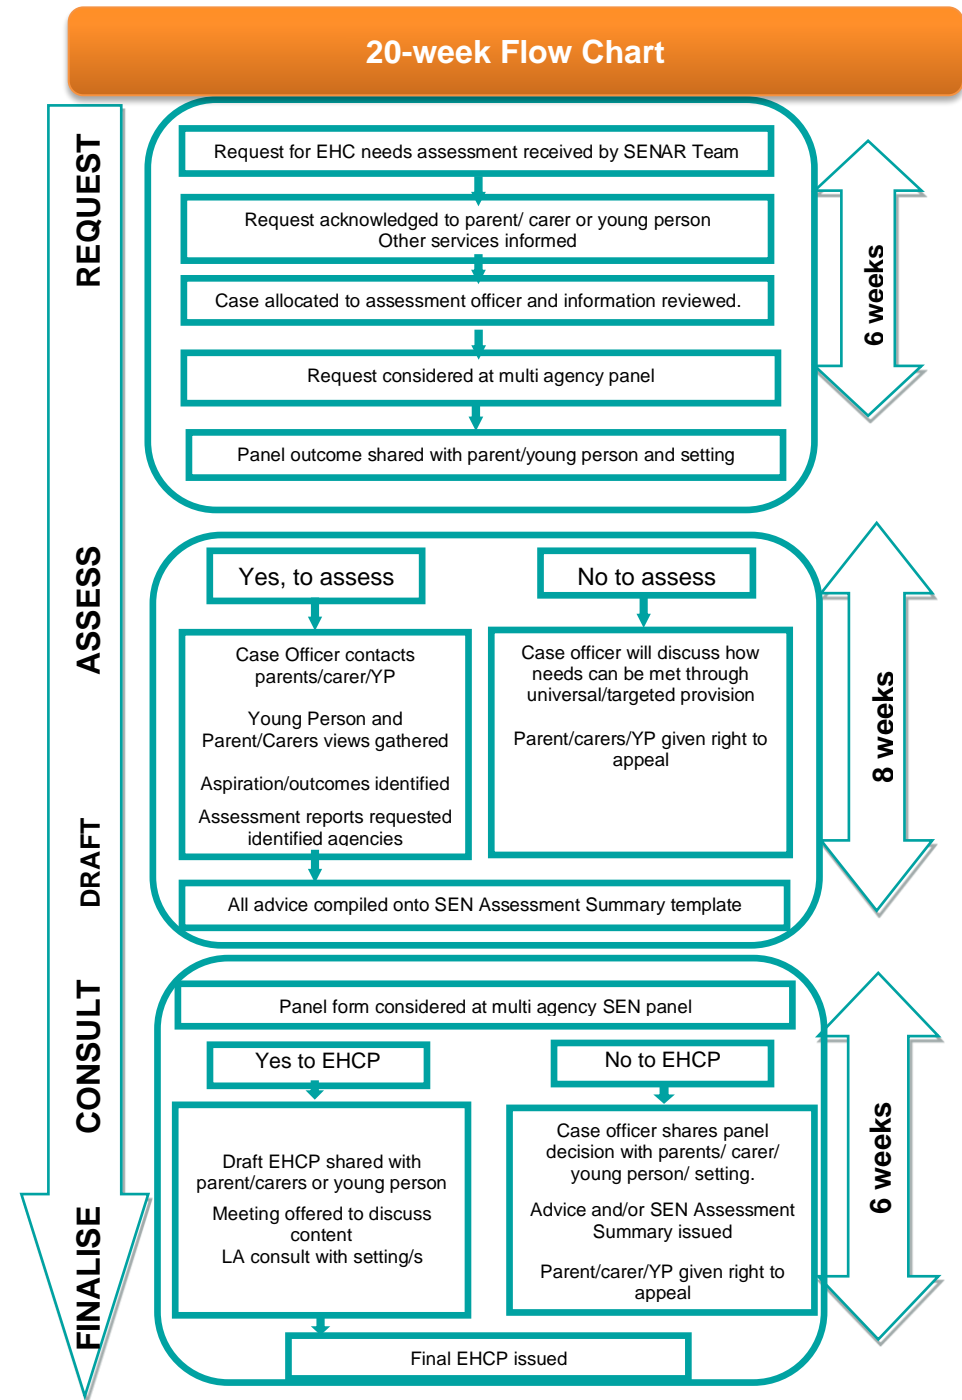 20-week Flow Chart
REQUEST
Request for EHC needs assessment received by SENAR Team
Request acknowledged to parent/ carer or young person
Other services informed
Case allocated to assessment officer and information reviewed.
Request considered at multi agency panel
Panel outcome shared with parent/young person and setting
6 weeks
ASSESS
Yes, to assess
Case Officer contacts
parents/carer/YP
Young Person and
Parent/Carers views gathered
Aspiration/outcomes identified
Assessment reports requested
identified agencies
No to assess
Case officer will discuss how
needs can be met through
universal/targeted provision
Parent/carers/YP given right to
appeal
8 weeks
DRAFT
All advice compiled onto SEN Assessment Summary template
CONSULT
Panel form considered at multi agency SEN panel
Yes to EHCP
Draft EHCP shared with
parent/carers or young person
Meeting offered to discuss
content
LA consult with setting/s
No to EHCP
Case officer shares panel
decision with parents/ carer/
young person/ setting.
Advice and/or SEN Assessment
Summary issued
Parent/carer/YP given right to
appeal
6 weeks
FINALISE
Final EHCP issued